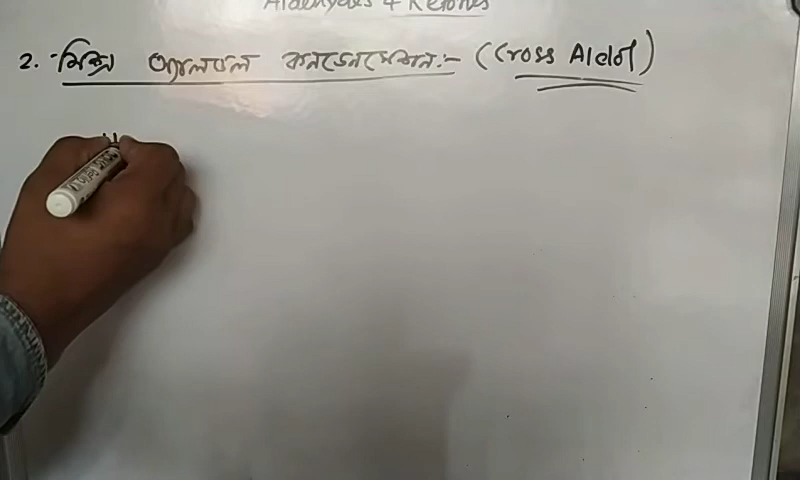 Aldehydes & Ketones
2. মিশ্র অ্যালডল কনডেনসেশন:- (Cross Aldol)